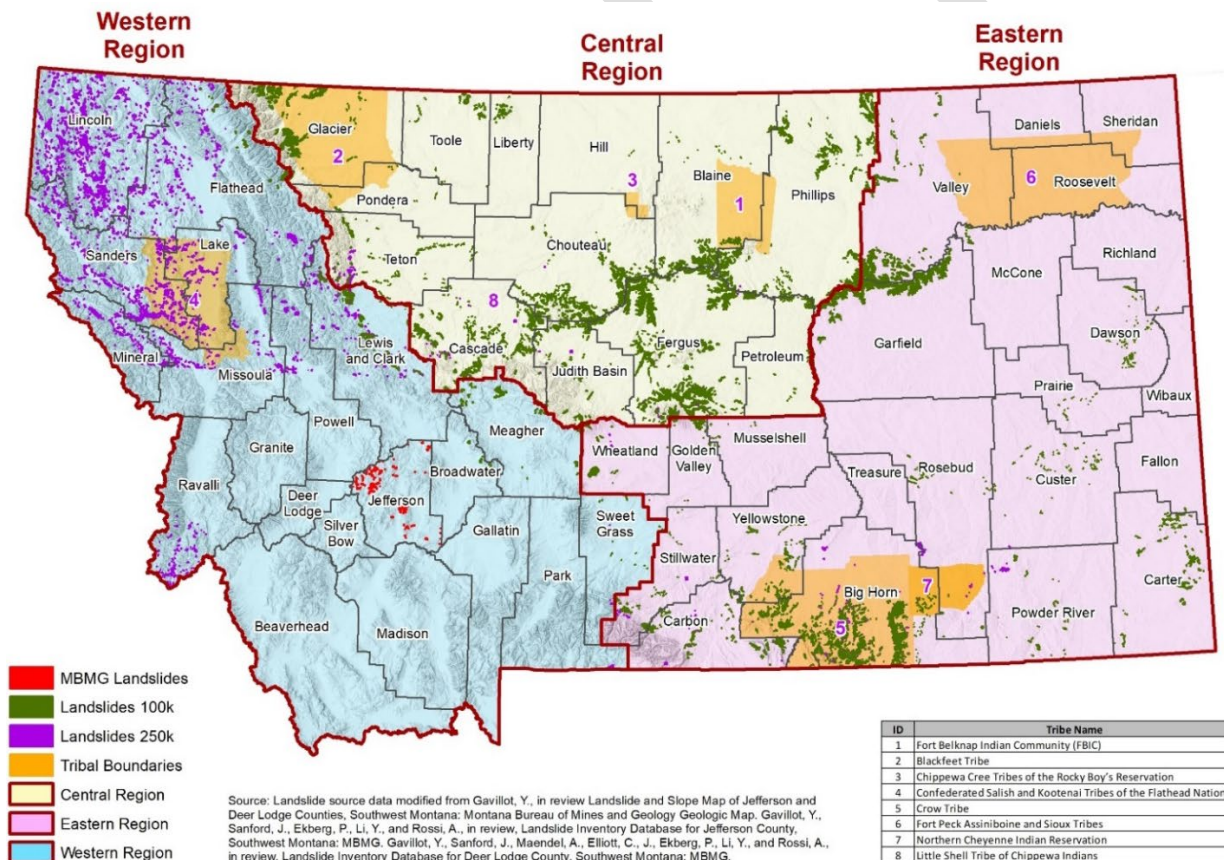 Western
Region
Central
Region
Eastern
Region
Lincoln
Flathead
Glacier
2
Toole
Liberty
Hill
3
Blaine
1
Phillips
Daniels
Sheridan
Valley
6
Roosevelt
Pondera
Sanders
Lake
4
Teton
Chouteau
8
McCone
Richland
Mineral
Missoula
Lewis
and Clark
Cascade
Judith Basin
Fergus
Petroleum
Garfield
Dawson
Prairie
Wibaux
Powell
Granite
Ravalli
Deer
Lodge
Silver
Bow
Jefferson
Broadwater
Meagher
Wheatland
Golden
Valley
Musselshell
Treasure
Rosebud
Custer
Fallon
Gallatin
Sweet
Grass
Park
Stillwater
Yellowstone
Carbon
Big Horn
5
7
Powder River
Carter
Beaverhead
Madison
MBMG Landslides
Landslides 100k
Landslides 250k
Tribal Boundaries
Central Region
Eastern Region
Western Region
Source: Landslide source data modified from Gavillot, Y., in review Landslide and Slope Map of Jefferson and
Deer Lodge Counties, Southwest Montana: Montana Bureau of Mines and Geology Geologic Map. Gavillot, Y.,
Sanford, J., Ekberg, P., Li, Y., and Rossi, A., in review, Landslide Inventory Database for Jefferson County,
Southwest Montana: MBMG. Gavillot, Y., Sanford, J., Maendel, A., Elliott, C., J., Ekberg, P., Li, Y., and Rossi, A.,
in review, Landslide Inventory Database for Deer Lodge County, Southwest Montana: MBMG.
ID Tribe Name
1 Fort Belknap Indian Community (FBIC)
2 Blackfeet Tribe
3 Chippewa Cree Tribes of the Rocky Boy's Reservation
4 Confederated Salish and Kootenai Tribes of the Flathead Nation
5 Crow Tribe
6 Fort Peck Assiniboine and Sioux Tribes
7 Northern Cheyenne Indian Reservation
8 Little Shell Tribe of Chippewa Indians